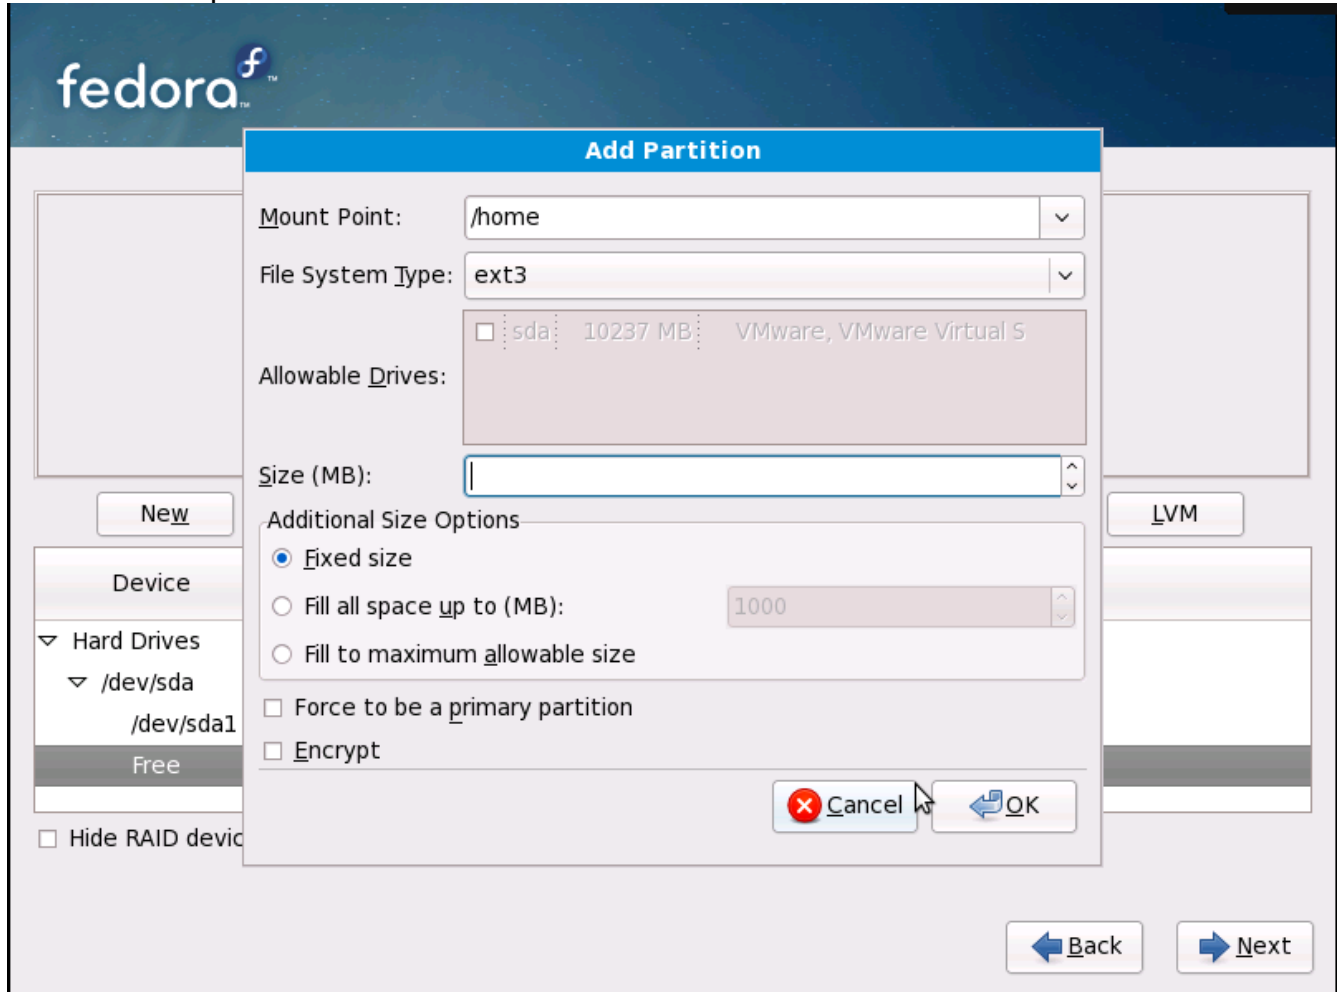 fedora
Add Partition
Mount Point:
/home
File System Type:
ext3
Allowable Drives:
sda 10237 MB VMware, VMware Virtual S
Size (MB):
New
LVM
Additional Size Options
Fixed size
Fill all space up to (MB):
1000
Fill to maximum allowable size
Device
Hard Drives
/dev/sda
/dev/sda1
Free
Force to be a primary partition
Encrypt
Cancel
OK
Hide RAID devic
Back
Next